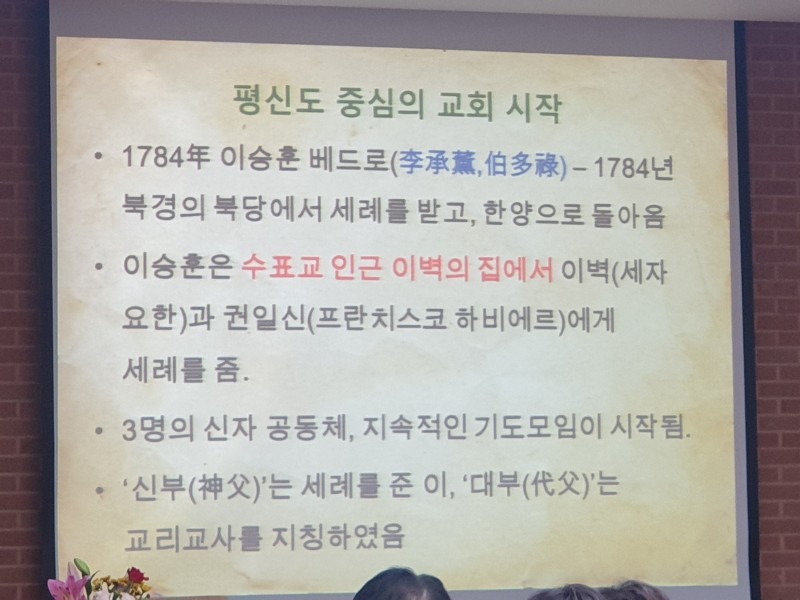 평신도 중심의 교회 시작
• 1784年 이승훈 베드로(李承薰,伯多祿) – 1784년
북경의 북당에서 세례를 받고, 한양으로 돌아옴
• 이승훈은 수표교 인근 이벽의 집에서 이벽(세자
요한)과 권일신(프란치스코 하비에르)에게
세례를 줌.
• 3명의 신자 공동체, 지속적인 기도모임이 시작됨.
• ‘신부(神父)’는 세례를 준 이, ‘대부(代父)’는
교리교사를 지칭하였음